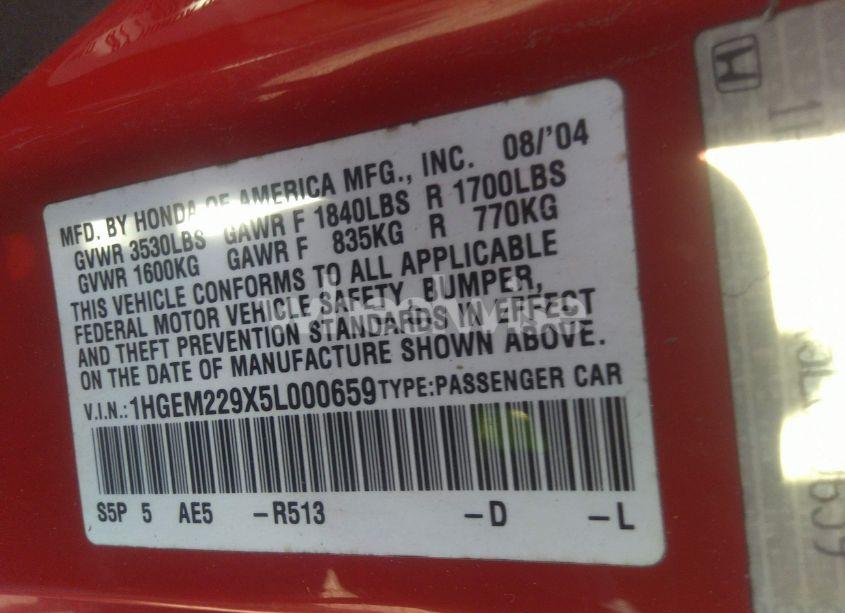 MFD. BY HONDA OF AMERICA MFG., INC. 08/'04
GVWR 3530LBS GAWR F 1840LBS R 1700LBS
GVWR 1600KG GAWR F 835KG R 770KG
THIS VEHICLE CONFORMS TO ALL APPLICABLE
FEDERAL MOTOR VEHICLE SAFETY, BUMPER,
AND THEFT PREVENTION STANDARDS IN EFFECT
ON THE DATE OF MANUFACTURE SHOWN ABOVE.
V.I.N.: 1HGEM229X5L000659 TYPE: PASSENGER CAR
S5P 5 AE5 -R513 -D -L